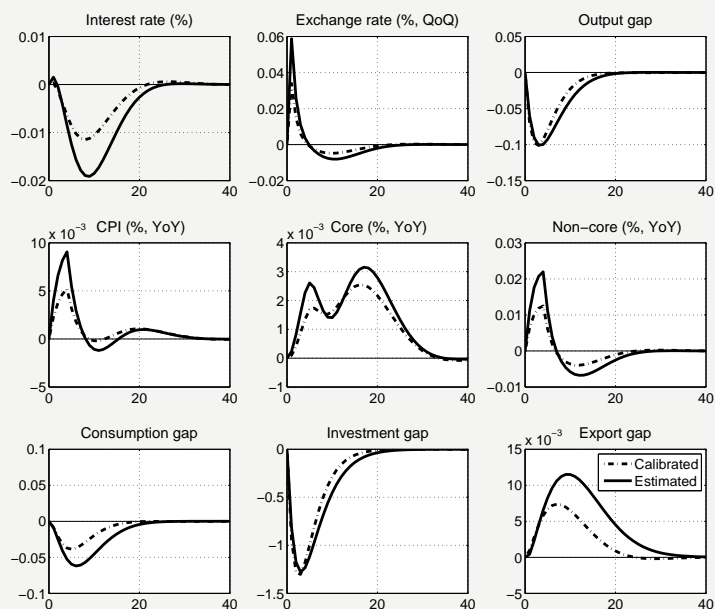 Interest rate (%)
0.01
0
−0.01
−0.02
0 20 40
Exchange rate (%, QoQ)
0.06
0.04
0.02
0
−0.02
0 20 40
Output gap
0.05
0
−0.05
−0.1
−0.15
0 20 40
CPI (%, YoY)
x 10−3
10
5
0
−5
0 20 40
Core (%, YoY)
x 10−3
4
3
2
1
0
−1
0 20 40
Non−core (%, YoY)
0.03
0.02
0.01
0
−0.01
0 20 40
Consumption gap
0.1
0.05
0
−0.05
−0.1
0 20 40
Investment gap
0
−0.5
−1
−1.5
0 20 40
Export gap
x 10−3
15
10
5
0
−5
0 20 40
Calibrated
Estimated